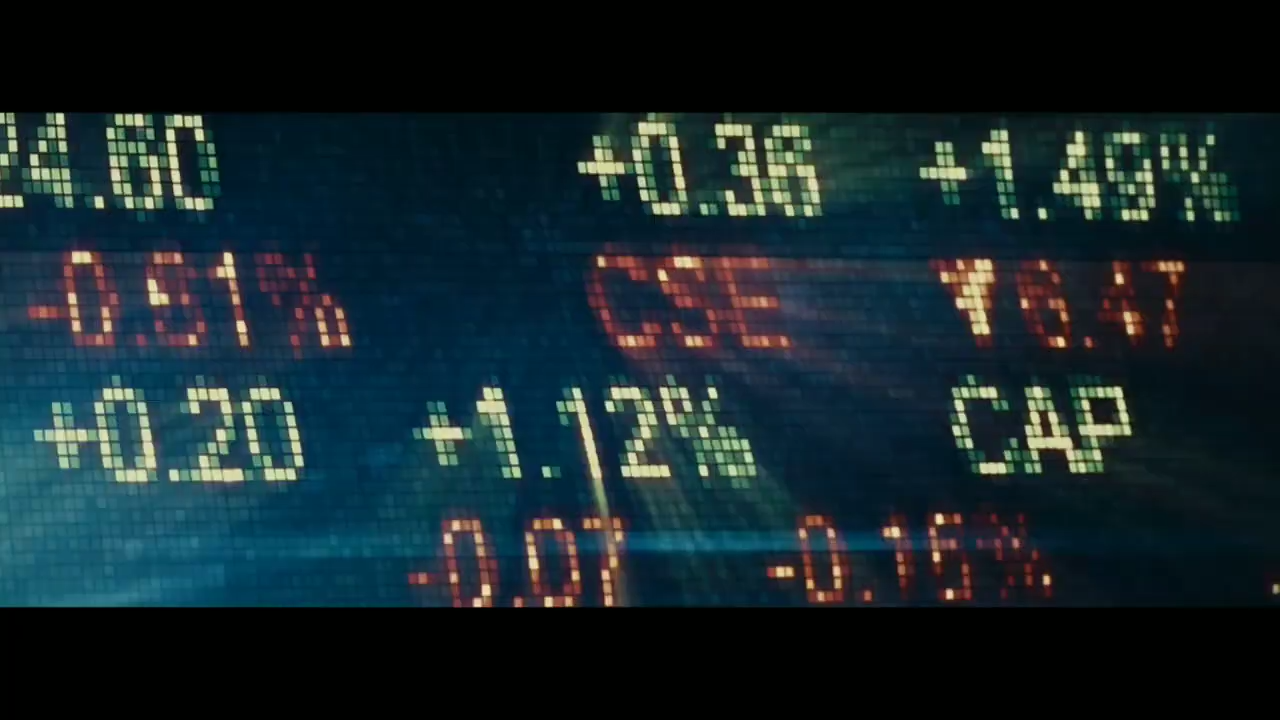 24.60 +0.36 +1.49%
-0.81% CSE ▼6.47
+0.20 +1.12% CAP
-0.07 -0.15%